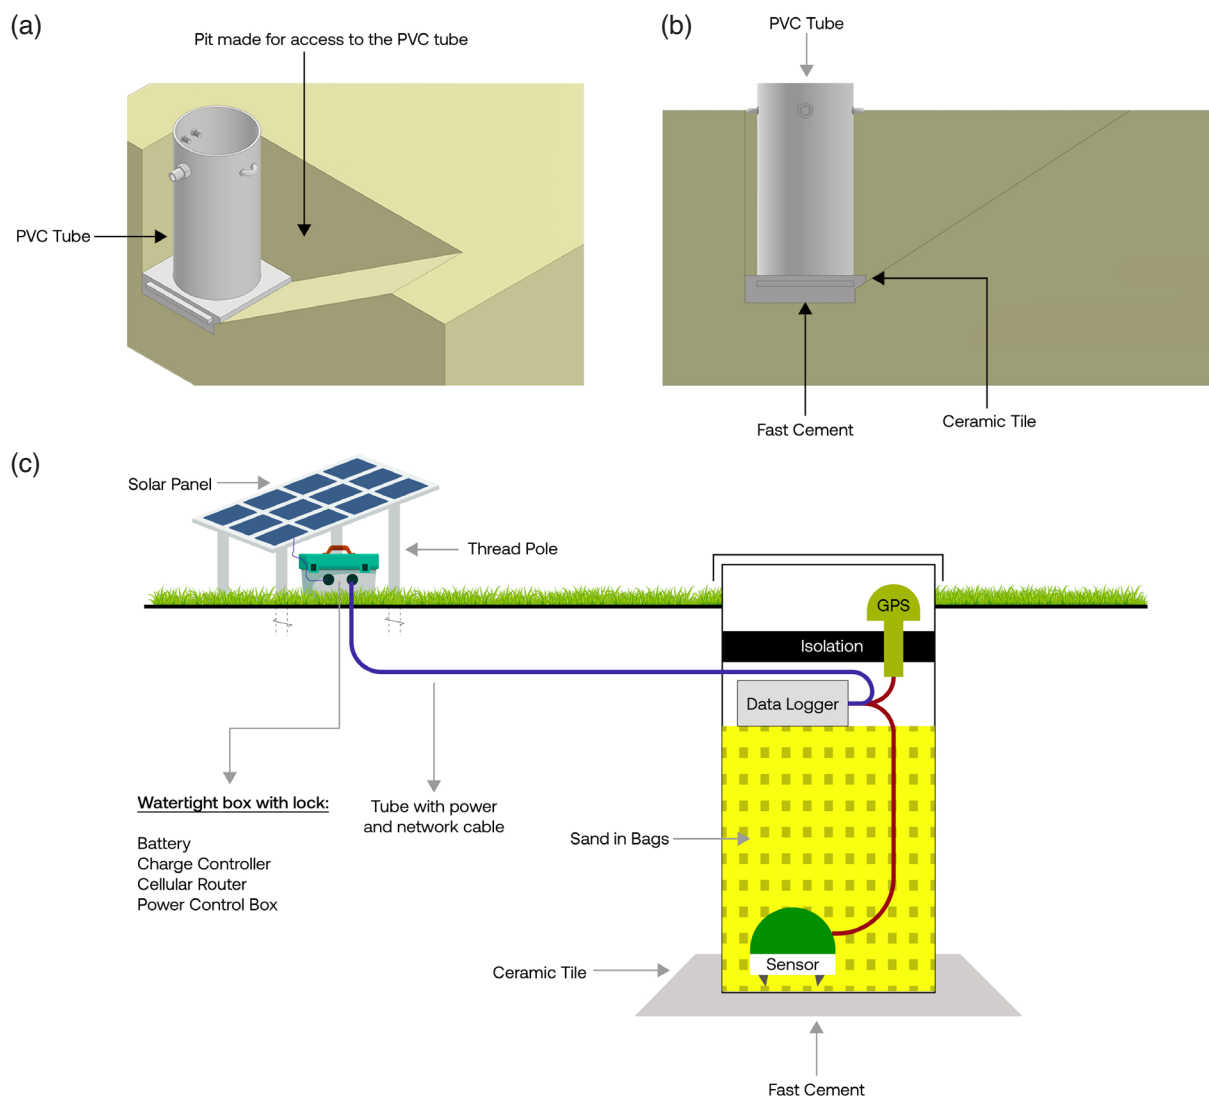 (a)
Pit made for access to the PVC tube
PVC Tube
(b)
PVC Tube
Fast Cement
Ceramic Tile
(c)
Solar Panel
Thread Pole
GPS
Isolation
Data Logger
Watertight box with lock:
Battery
Charge Controller
Cellular Router
Power Control Box
Tube with power
and network cable
Sand in Bags
Sensor
Ceramic Tile
Fast Cement